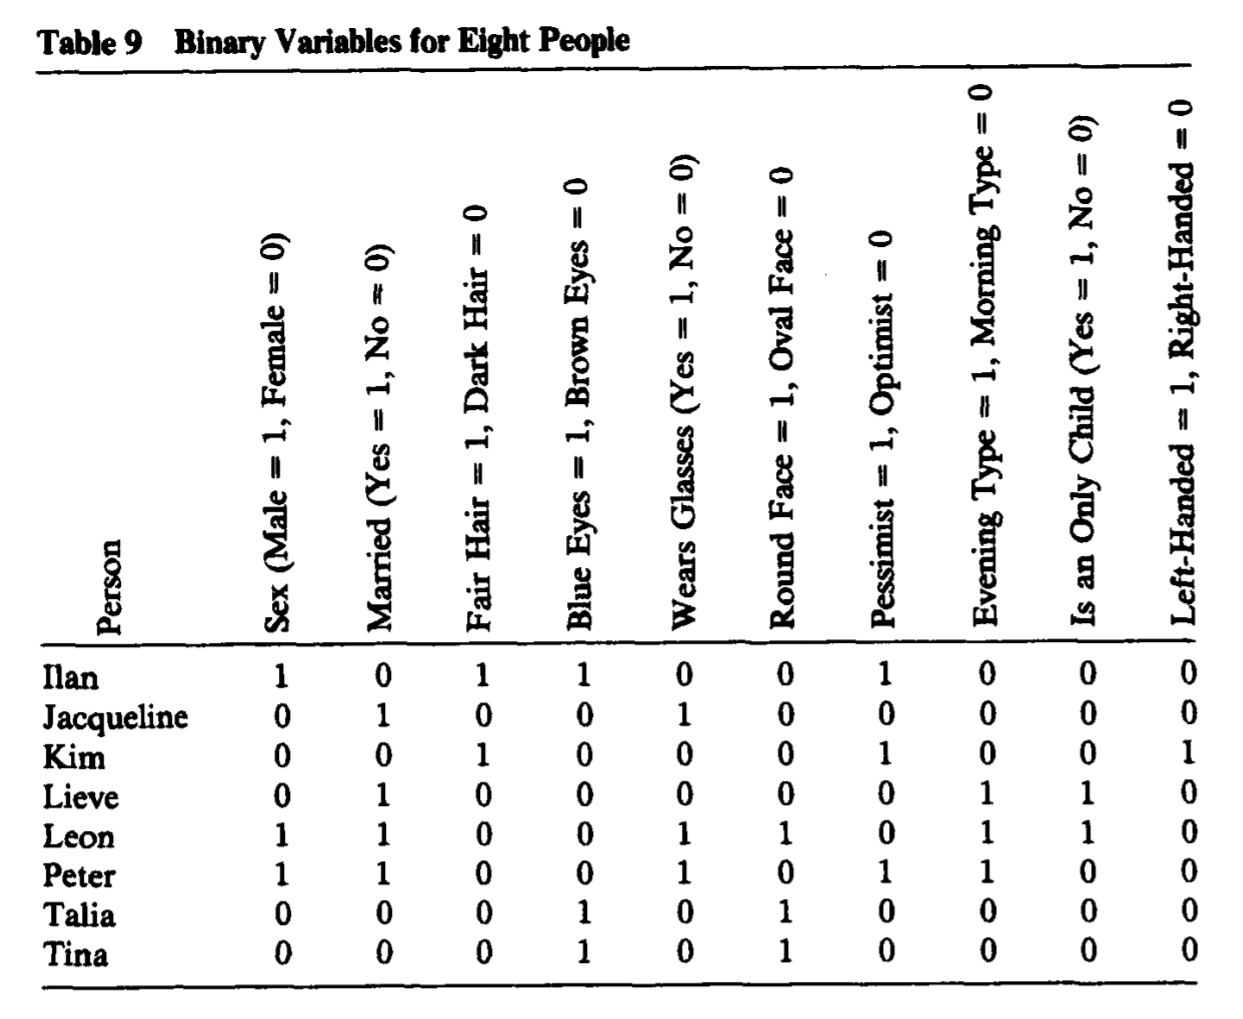 Table 9 Binary Variables for Eight People
Person
Sex (Male = 1, Female = 0)
Married (Yes = 1, No = 0)
Fair Hair = 1, Dark Hair = 0
Blue Eyes = 1, Brown Eyes = 0
Wears Glasses (Yes = 1, No = 0)
Round Face = 1, Oval Face = 0
Pessimist = 1, Optimist = 0
Evening Type = 1, Morning Type = 0
Is an Only Child (Yes = 1, No = 0)
Left-Handed = 1, Right-Handed = 0
Ilan 1 0 1 1 0 0 1 0 0 0
Jacqueline 0 1 0 0 1 0 0 0 0 0
Kim 0 0 1 0 0 0 1 0 0 1
Lieve 0 1 0 0 0 0 0 1 1 0
Leon 1 1 0 0 1 1 0 1 1 0
Peter 1 1 0 0 1 0 1 1 0 0
Talia 0 0 0 1 0 1 0 0 0 0
Tina 0 0 0 1 0 1 0 0 0 0